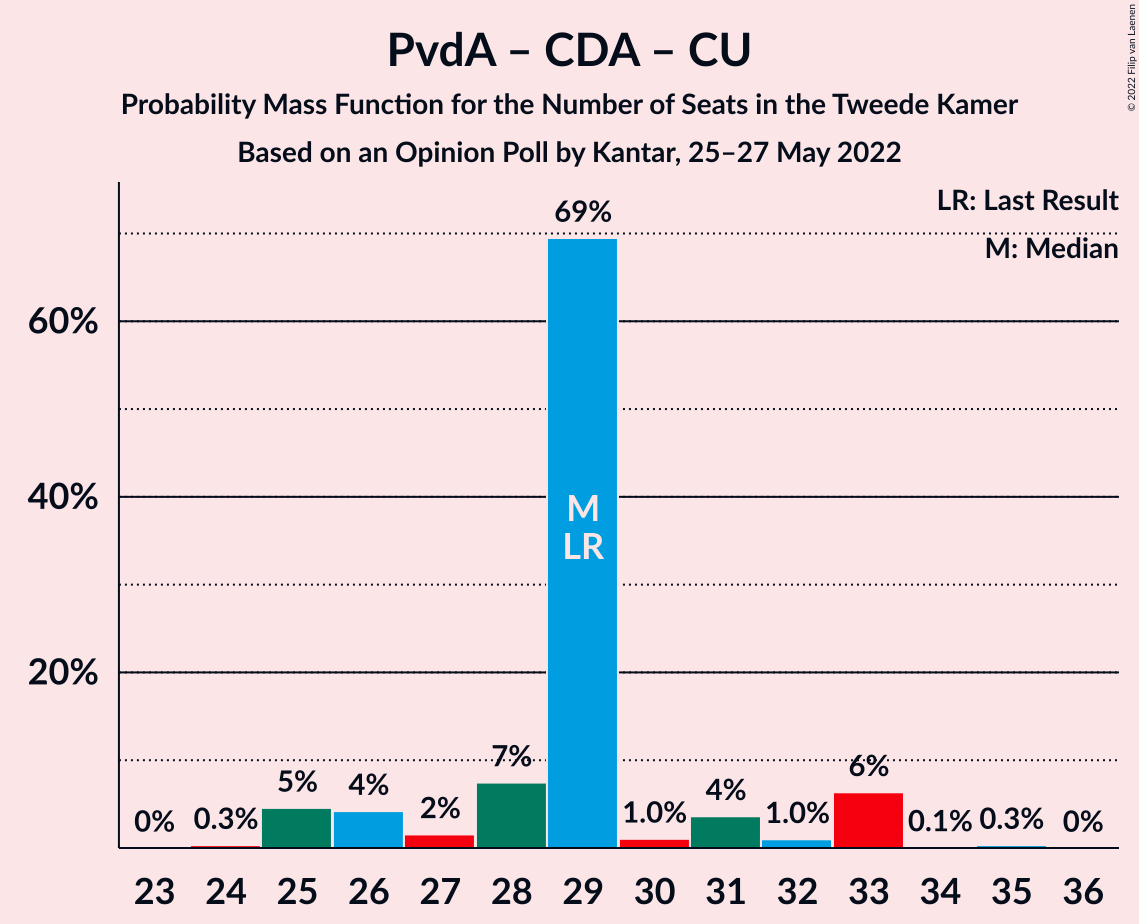 PvdA – CDA – CU
Probability Mass Function for the Number of Seats in the Tweede Kamer
Based on an Opinion Poll by Kantar, 25–27 May 2022
© 2022 Filip van Laenen
LR: Last Result
M: Median
60%
40%
20%
0%
0.3%
5%
4%
2%
7%
69%
1.0%
4%
1.0%
6%
0.1%
0.3%
0%
M
LR
23 24 25 26 27 28 29 30 31 32 33 34 35 36